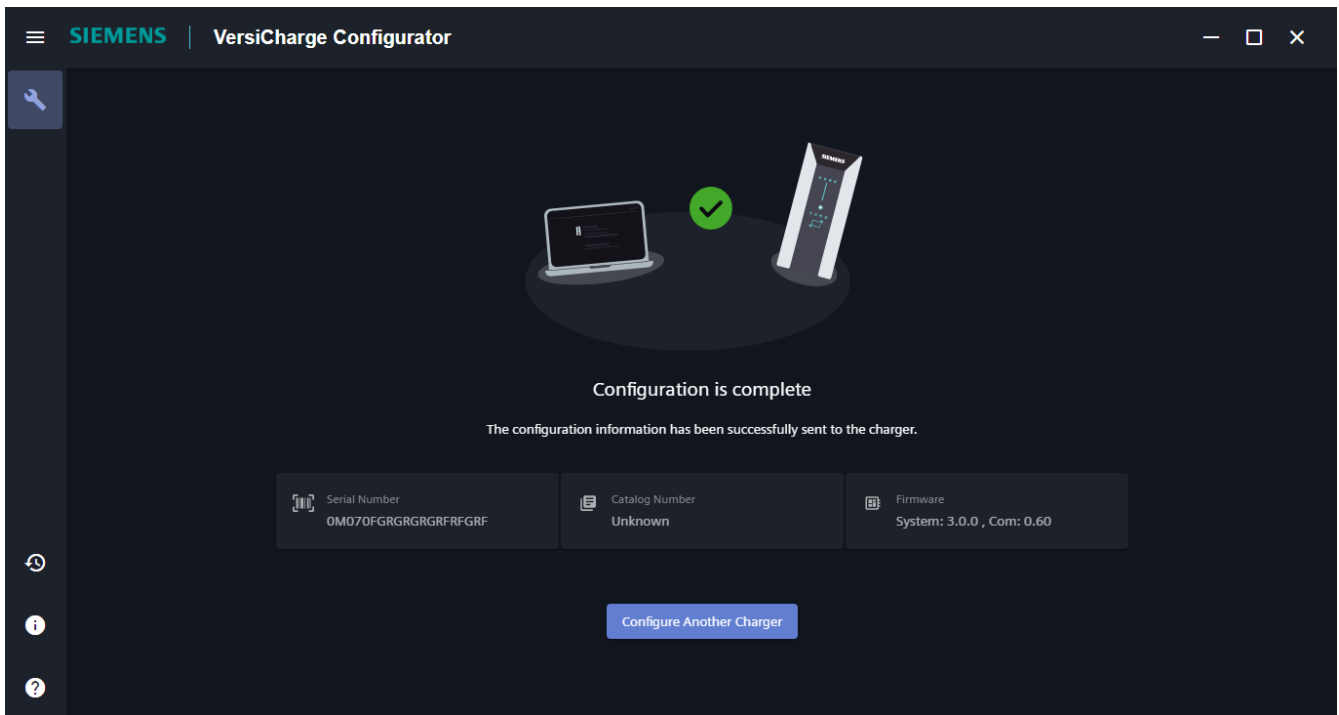 SIEMENS
VersiCharge Configurator
SIEMENS
Configuration is complete
The configuration information has been successfully sent to the charger.
Serial Number
0M070FGRGRGRGRFRFGRF
Catalog Number
Unknown
Firmware
System: 3.0.0 , Com: 0.60
Configure Another Charger